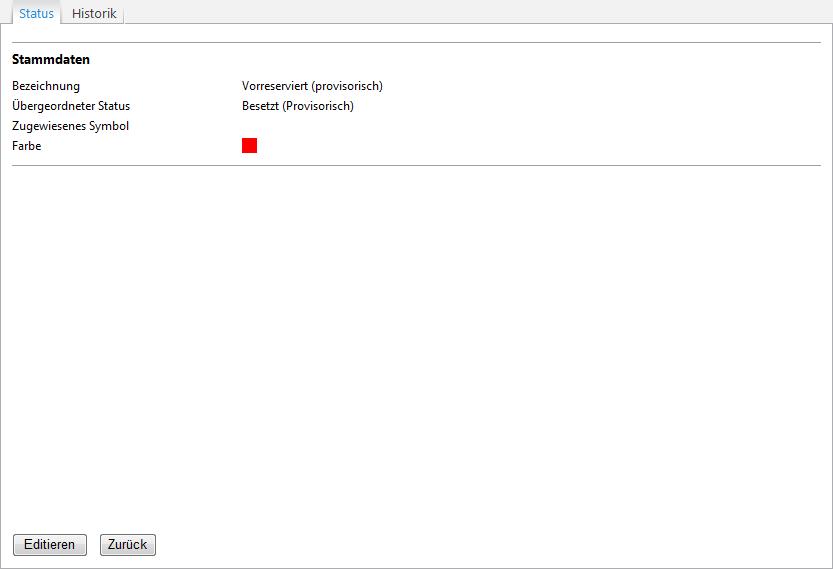 Status Historik
Stammdaten
Bezeichnung Vorreserviert (provisorisch)
Übergeordneter Status Besetzt (Provisorisch)
Zugewiesenes Symbol
Farbe
Editieren Zurück